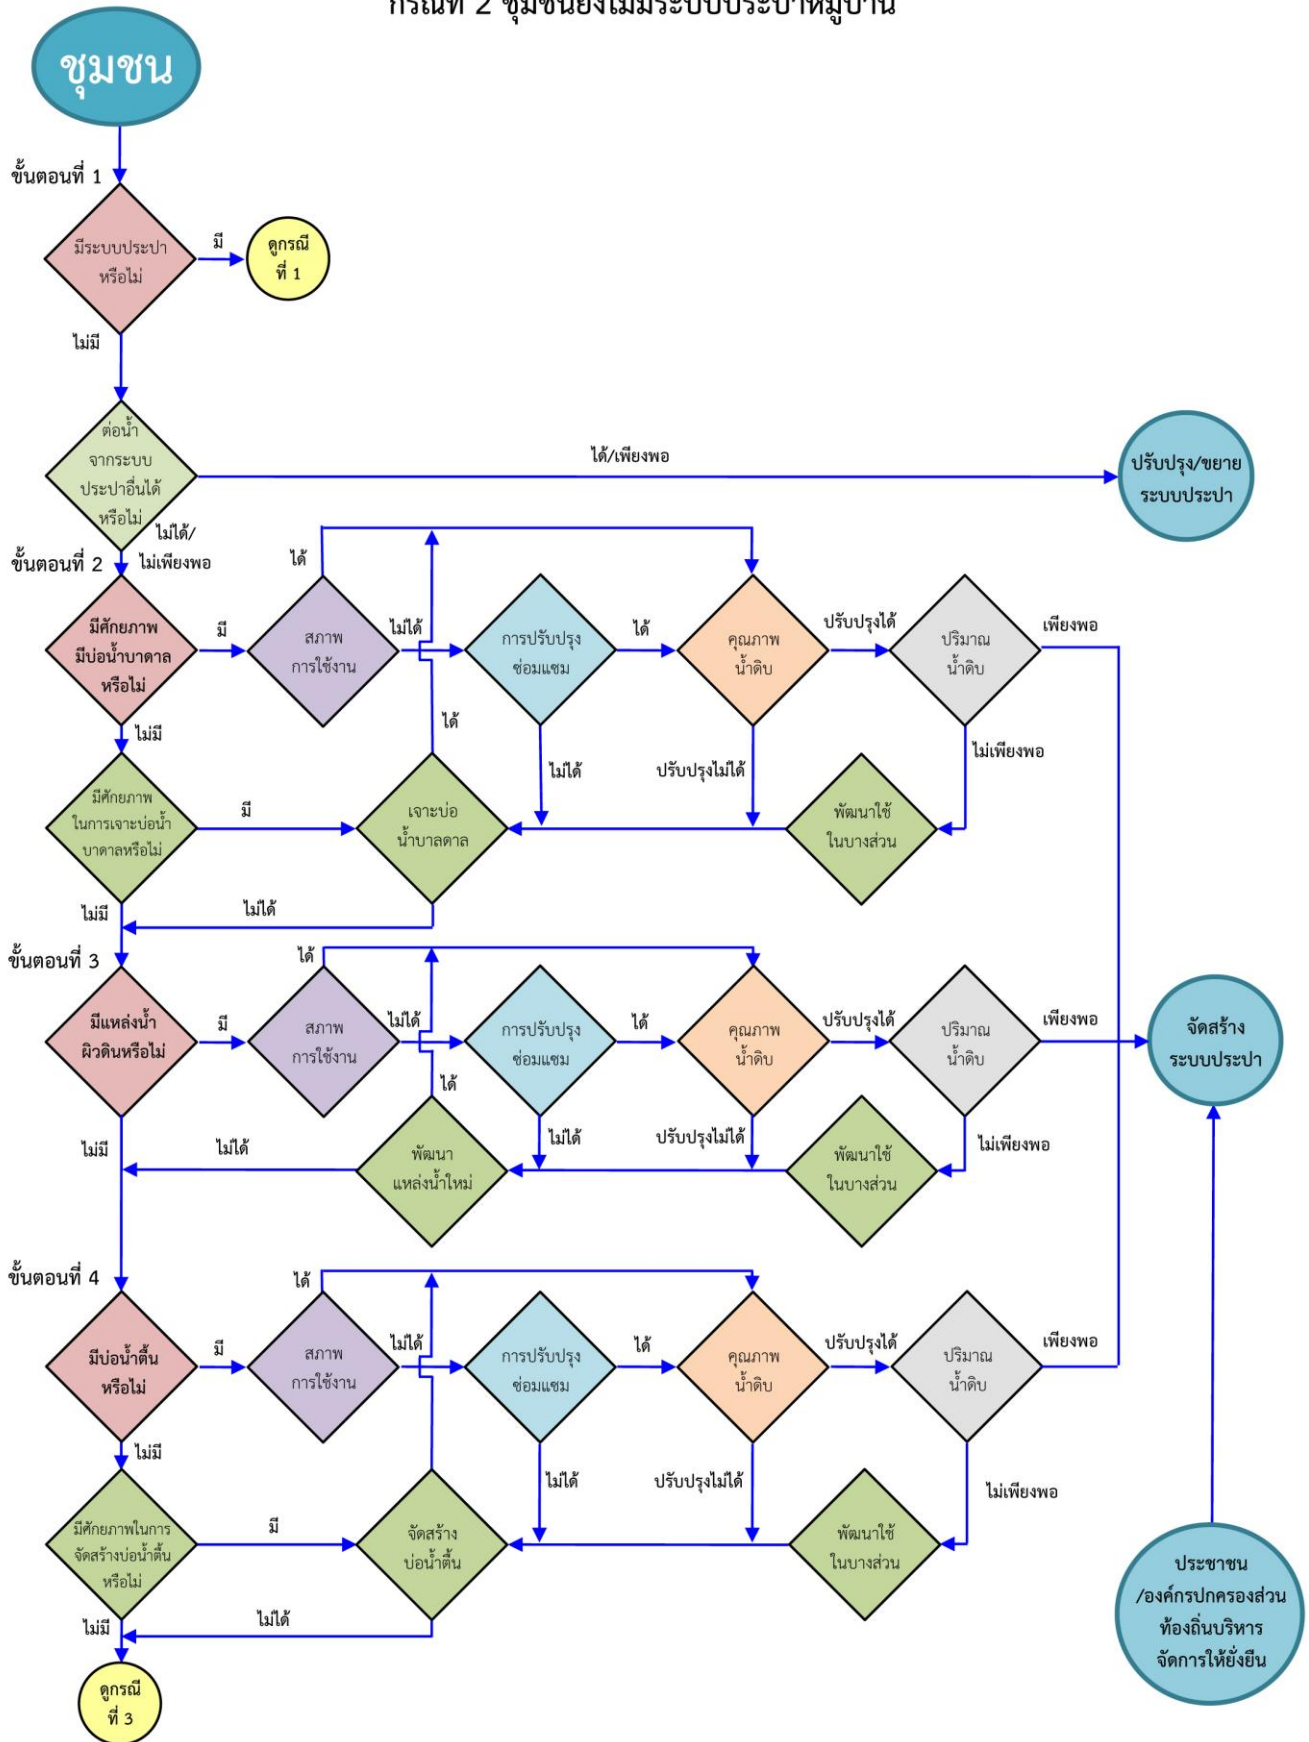 กรณีที่ 2 ชุมชนยังไม่มีระบบประปาหมู่บ้าน
ชุมชน
ขั้นตอนที่ 1
มีระบบประปา
หรือไม่
มี
ดูกรณี
ที่ 1
ไม่มี
ต่อน้ำ
จากระบบ
ประปาอื่นได้
หรือไม่
ได้/เพียงพอ
ปรับปรุง/ขยาย
ระบบประปา
ไม่ได้/
ไม่เพียงพอ
ขั้นตอนที่ 2
มีศักยภาพ
มีบ่อน้ำบาดาล
หรือไม่
มี
ได้
สภาพ
การใช้งาน
ไม่ได้
การปรับปรุง
ซ่อมแซม
ได้
คุณภาพ
น้ำดิบ
ปรับปรุงได้
ปริมาณ
น้ำดิบ
เพียงพอ
ไม่มี
ได้
ไม่ได้
ปรับปรุงไม่ได้
ไม่เพียงพอ
มีศักยภาพ
ในการเจาะบ่อน้ำ
บาดาลหรือไม่
มี
เจาะบ่อ
น้ำบาลดาล
พัฒนาใช้
ในบางส่วน
ไม่มี
ไม่ได้
ขั้นตอนที่ 3
มีแหล่งน้ำ
ผิวดินหรือไม่
มี
ได้
สภาพ
การใช้งาน
ไม่ได้
การปรับปรุง
ซ่อมแซม
ได้
คุณภาพ
น้ำดิบ
ปรับปรุงได้
ปริมาณ
น้ำดิบ
เพียงพอ
จัดสร้าง
ระบบประปา
ไม่มี
ไม่ได้
ได้
พัฒนา
แหล่งน้ำใหม่
ไม่ได้
ปรับปรุงไม่ได้
พัฒนาใช้
ในบางส่วน
ไม่เพียงพอ
ขั้นตอนที่ 4
มีบ่อน้ำตื้น
หรือไม่
มี
ได้
สภาพ
การใช้งาน
ไม่ได้
การปรับปรุง
ซ่อมแซม
ได้
คุณภาพ
น้ำดิบ
ปรับปรุงได้
ปริมาณ
น้ำดิบ
เพียงพอ
ไม่มี
ไม่ได้
ปรับปรุงไม่ได้
ไม่เพียงพอ
มีศักยภาพในการ
จัดสร้างบ่อน้ำตื้น
หรือไม่
มี
จัดสร้าง
บ่อน้ำตื้น
พัฒนาใช้
ในบางส่วน
ประชาชน
/องค์กรปกครองส่วน
ท้องถิ่นบริหาร
จัดการให้ยั่งยืน
ไม่มี
ไม่ได้
ดูกรณี
ที่ 3